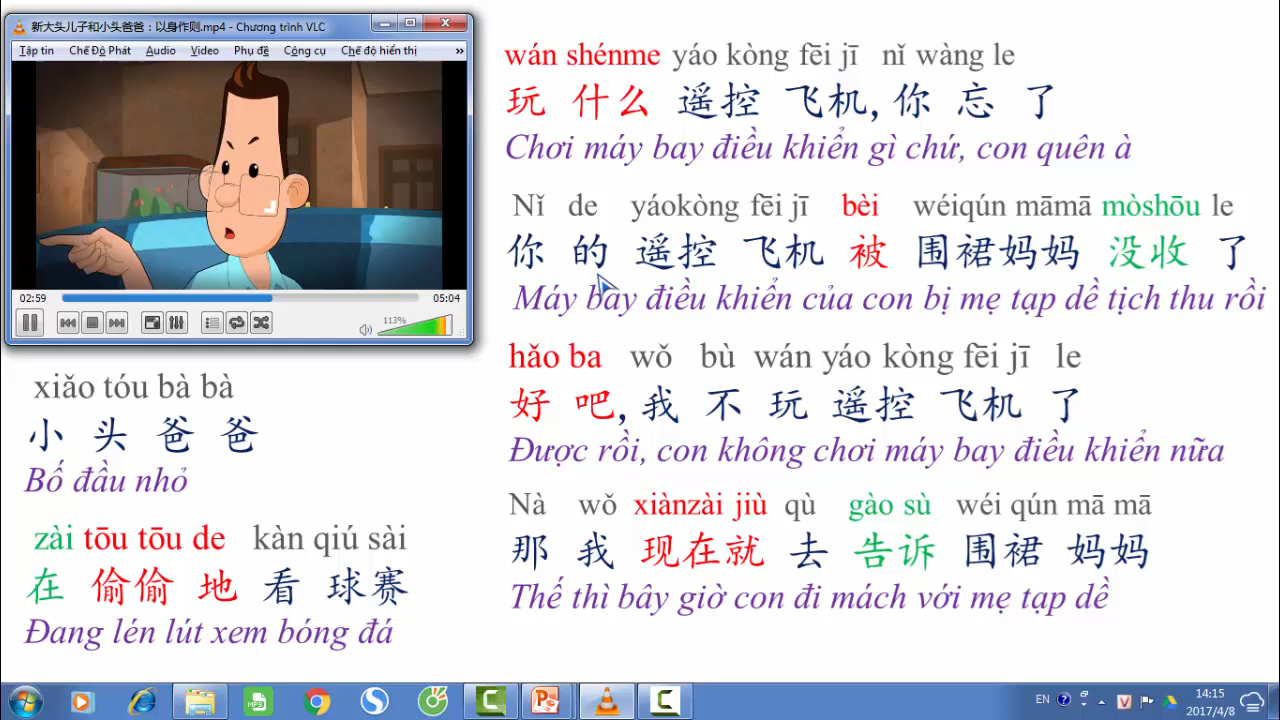 新大头儿子和小头爸爸：以身作则.mp4 - Chương trình VLC
Tập tin Chế Độ Phát Audio Video Phụ đề Công cụ Chế độ hiển thị »
02:59 05:04
113%
xiǎo tóu bà bà
小 头 爸 爸
Bố đầu nhỏ
zài tōu tōu de kàn qiú sài
在 偷偷 地 看 球赛
Đang lén lút xem bóng đá
wán shénme yáo kòng fēi jī nǐ wàng le
玩 什么 遥控 飞机, 你 忘 了
Chơi máy bay điều khiển gì chứ, con quên à
Nǐ de yáokòng fēi jī bèi wéiqún māmā mòshōu le
你 的 遥控 飞机 被 围裙妈妈 没收 了
Máy bay điều khiển của con bị mẹ tạp dề tịch thu rồi
hǎo ba wǒ bù wán yáo kòng fēi jī le
好 吧, 我 不 玩 遥控 飞机 了
Được rồi, con không chơi máy bay điều khiển nữa
Nà wǒ xiànzài jiù qù gào sù wéi qún mā mā
那 我 现在就 去 告诉 围裙 妈妈
Thế thì bây giờ con đi mách với mẹ tạp dề
MP3
EN
14:15
2017/4/8